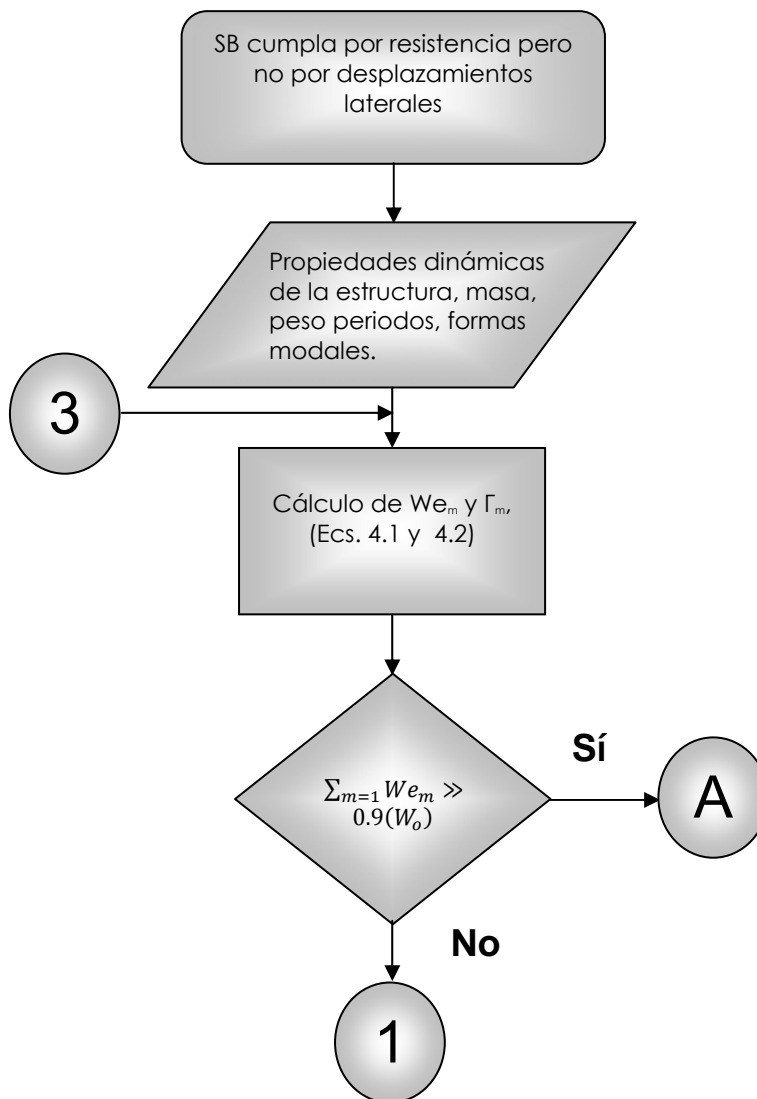 SB cumpla por resistencia pero
no por desplazamientos
laterales
Propiedades dinámicas
de la estructura, masa,
peso periodos, formas
modales.
3
Cálculo de Weₘ y Γₘ,
(Ecs. 4.1 y 4.2)
∑ₘ₌₁ 𝑊𝑒ₘ ≫
0.9(𝑊ₒ)
Sí
A
No
1